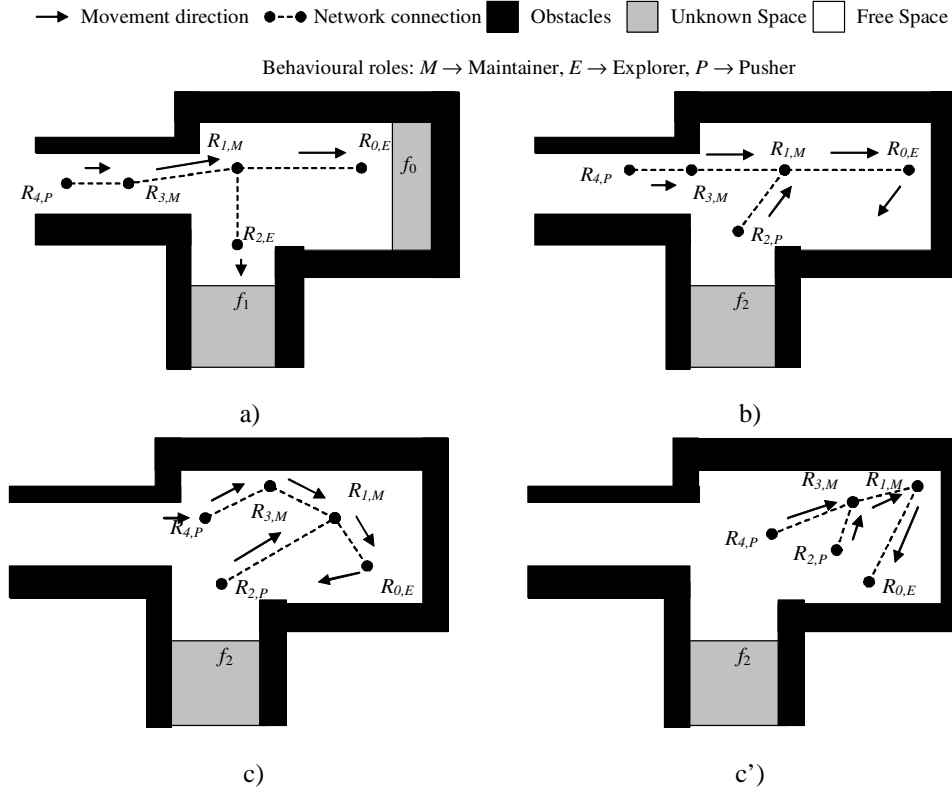 Movement direction Network connection Obstacles Unknown Space Free Space
Behavioural roles: M → Maintainer, E → Explorer, P → Pusher
R1,M R0,E
f0
R4,P R3,M
R2,E
f1
a)
R1,M R0,E
R4,P R3,M
R2,P
f2
b)
R1,M
R3,M
R4,P
R2,P R0,E
f2
c)
R3,M R1,M
R4,P R2,P
R0,E
f2
c’)